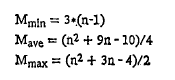 Mmin = 3*(n-1)
Mave = (n² + 9n - 10)/4
Mmax = (n² + 3n - 4)/2